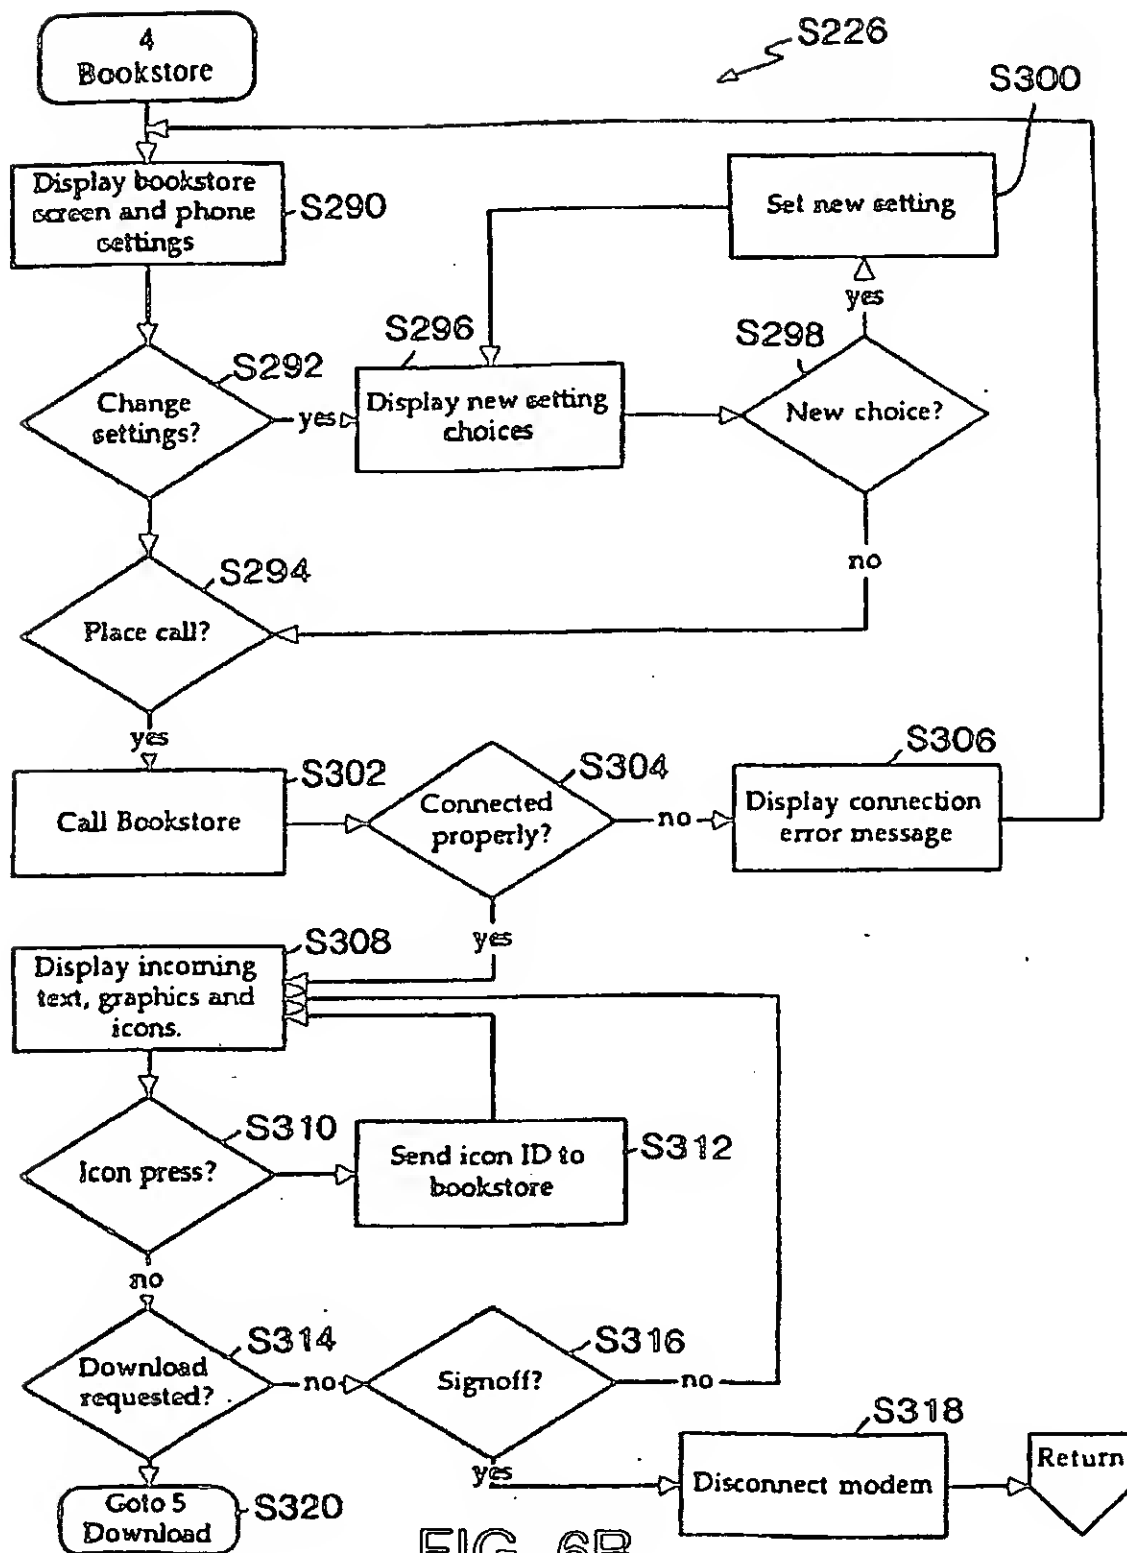 4
Bookstore
S226
S300
Display bookstore
screen and phone
settings
S290
Set new setting
yes
S296
S298
S292
Change
settings?
yes
Display new setting
choices
New choice?
S294
no
Place call?
yes
S302
Call Bookstore
S304
Connected
properly?
no
S306
Display connection
error message
yes
S308
Display incoming
text, graphics and
icons.
S310
Icon press?
Send icon ID to
bookstore
S312
no
S314
Download
requested?
no
S316
Signoff?
no
yes
S318
Disconnect modem
Return
Goto 5
Download
S320
FIG. 6B